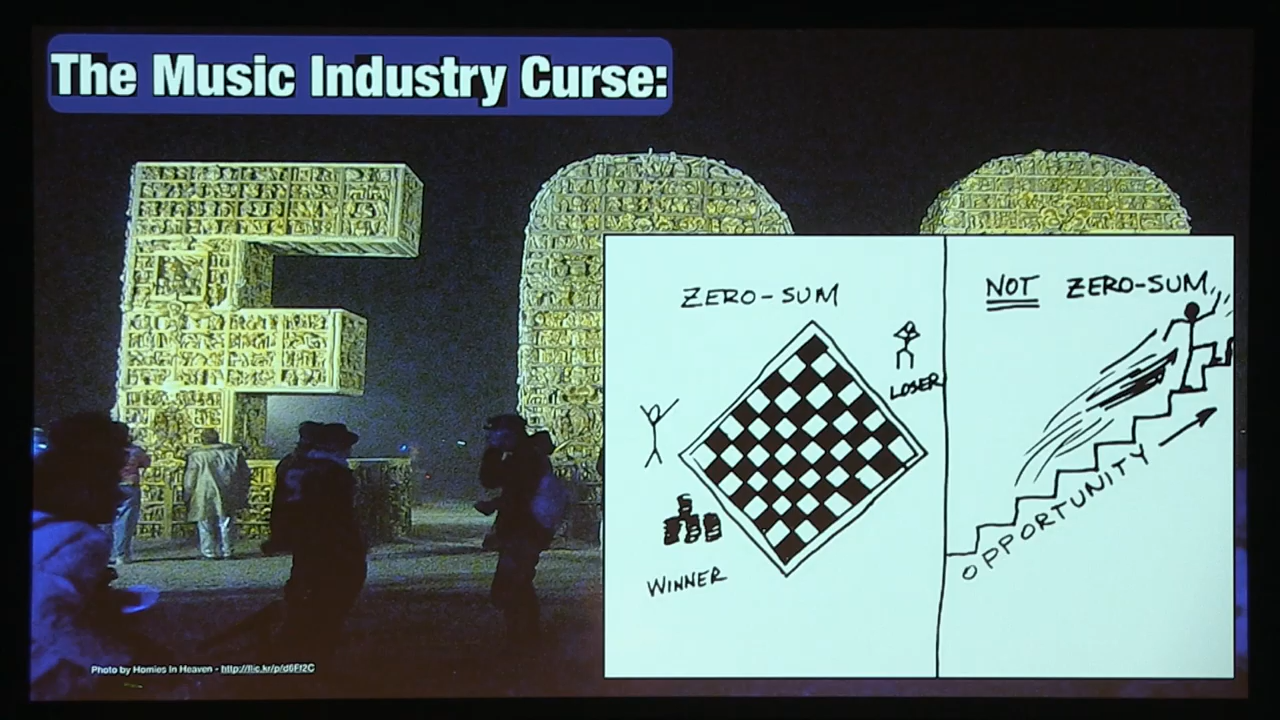 The Music Industry Curse:
EGO
ZERO-SUM
LOSER
WINNER
NOT ZERO-SUM
OPPORTUNITY
Photo by Homies In Heaven - http://flic.kr/p/d6Ff2C